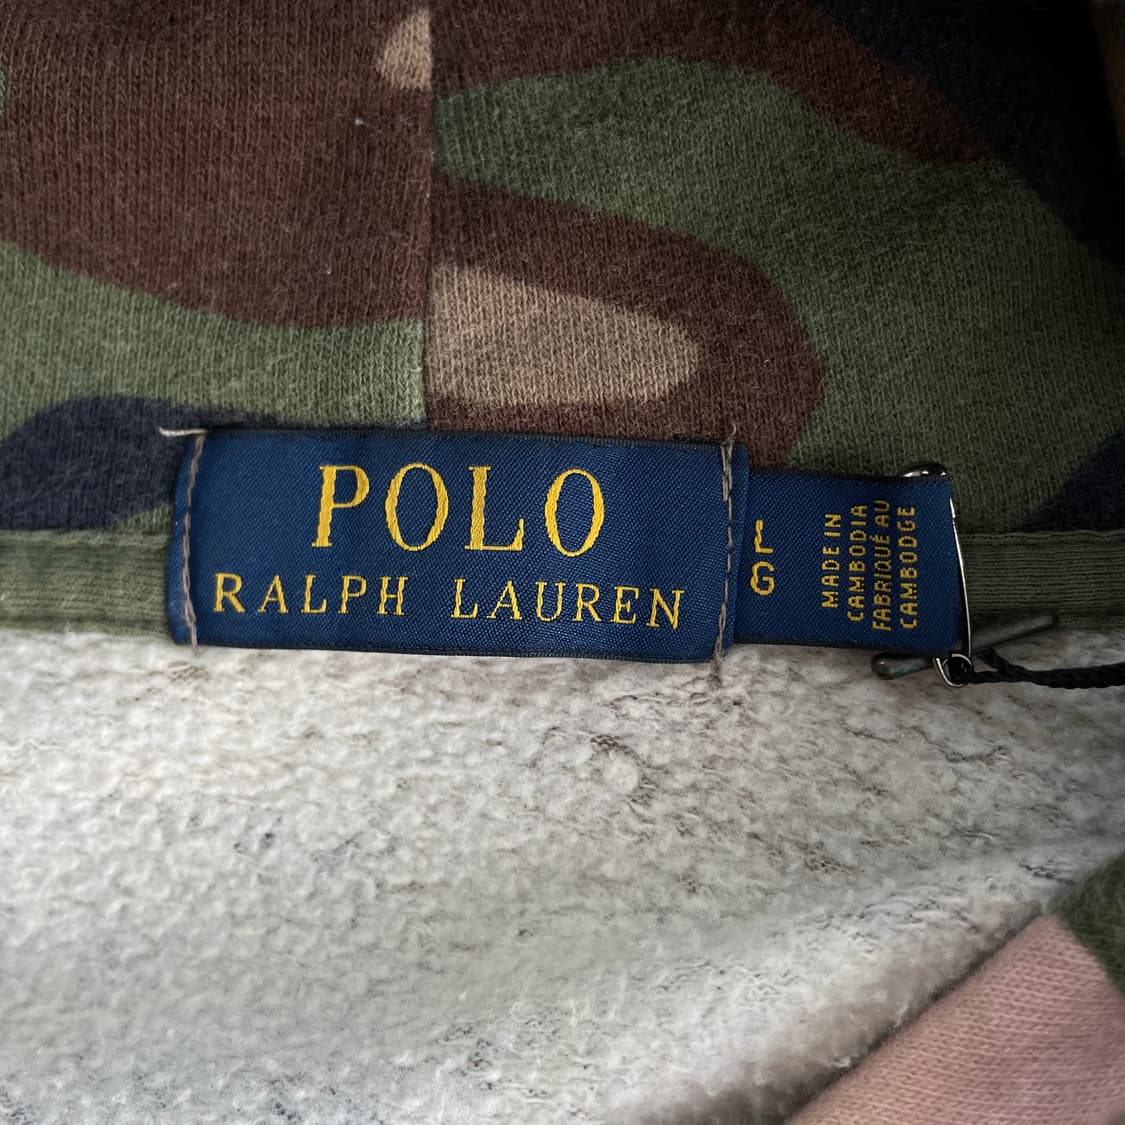 POLO
RALPH LAUREN
L
G
MADE IN
CAMBODIA
FABRIQUÉ AU
CAMBODGE